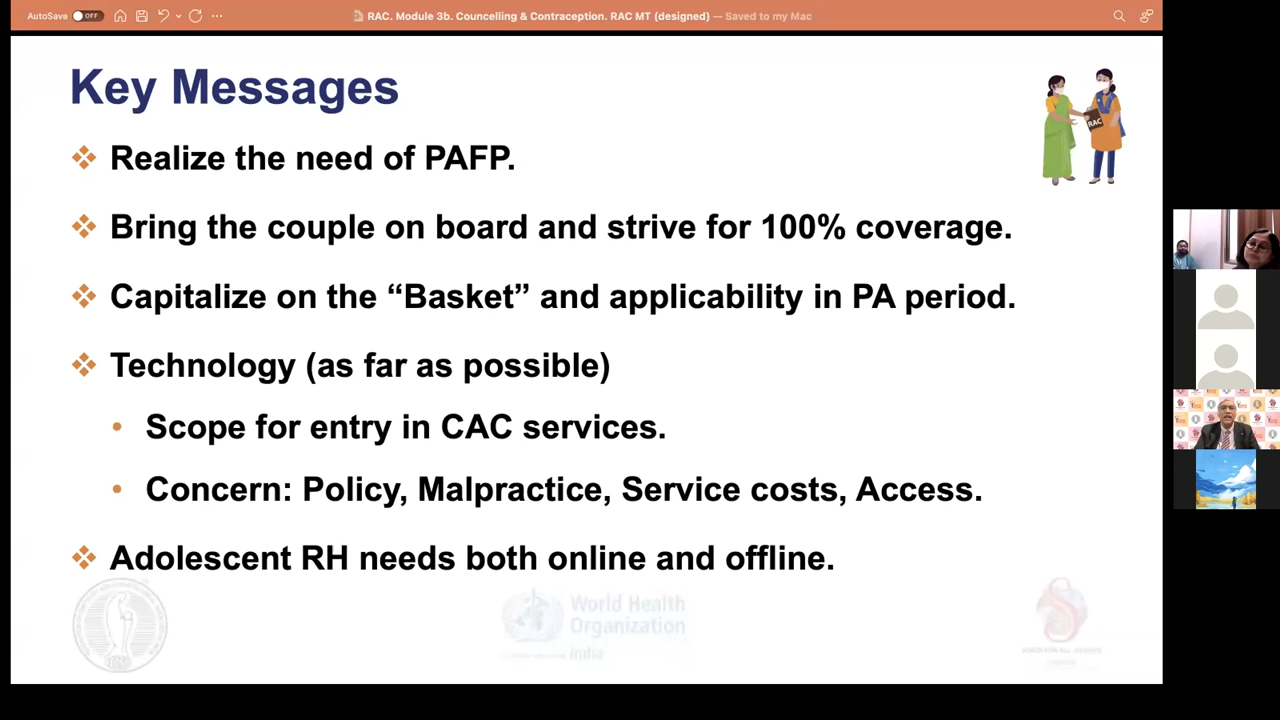 AutoSave OFF
RAC. Module 3b. Councelling & Contraception. RAC MT (designed) — Saved to my Mac
Key Messages
RAC
Realize the need of PAFP.
Bring the couple on board and strive for 100% coverage.
Capitalize on the “Basket” and applicability in PA period.
Technology (as far as possible)
Scope for entry in CAC services.
Concern: Policy, Malpractice, Service costs, Access.
Adolescent RH needs both online and offline.
World Health
Organization
India